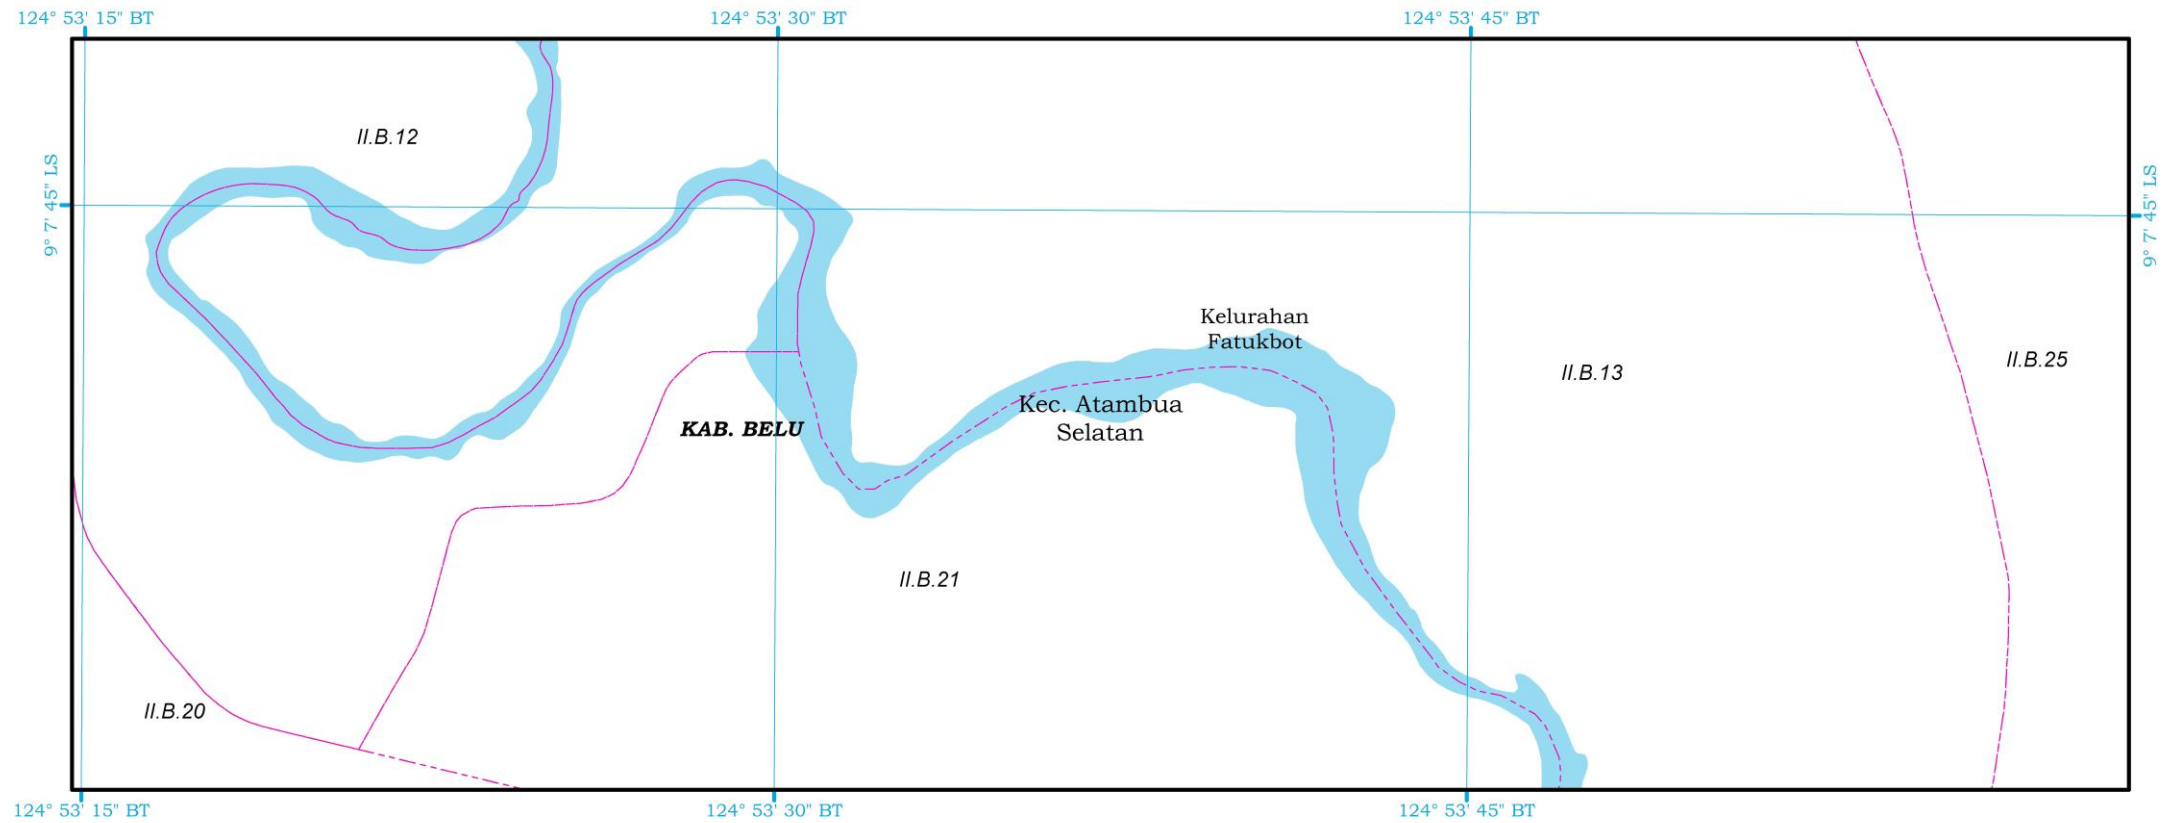 124° 53' 15" BT
124° 53' 30" BT
124° 53' 45" BT
II.B.12
9° 7' 45" LS
9° 7' 45" LS
Kelurahan
Fatukbot
II.B.13
II.B.25
Kec. Atambua
Selatan
KAB. BELU
II.B.21
II.B.20
124° 53' 15" BT
124° 53' 30" BT
124° 53' 45" BT